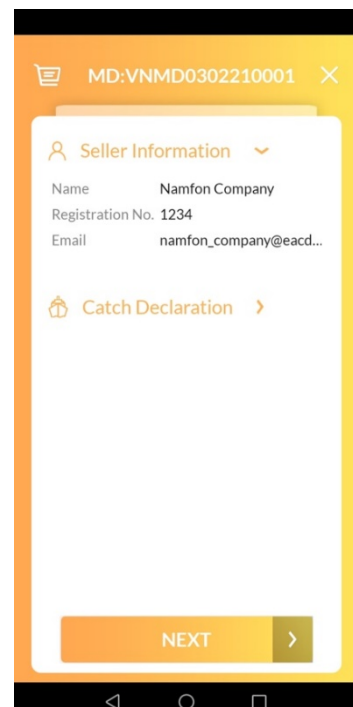 MD:VNMD0302210001
Seller Information
Name Namfon Company
Registration No. 1234
Email namfon_company@eacd...
Catch Declaration
NEXT